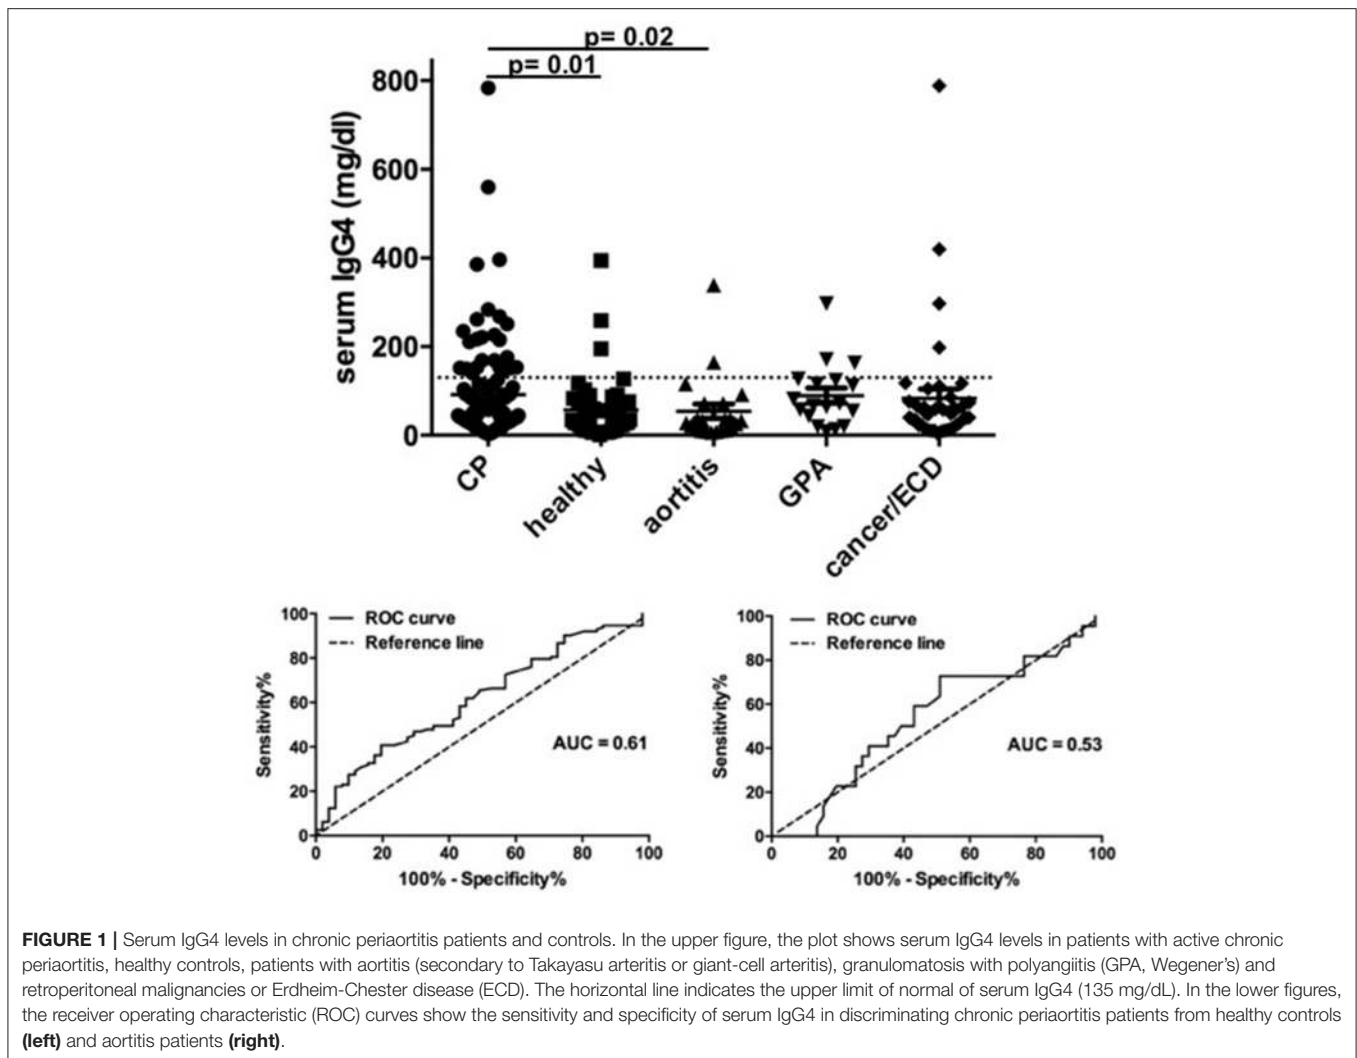 p= 0.02
p= 0.01
serum IgG4 (mg/dl)
800
600
400
200
0
CP
healthy
aortitis
GPA
cancer/ECD
100
80
60
40
20
0
Sensitivity%
ROC curve
Reference line
AUC = 0.61
0 20 40 60 80 100
100% - Specificity%
100
80
60
40
20
0
Sensitivity%
ROC curve
Reference line
AUC = 0.53
0 20 40 60 80 100
100% - Specificity%
FIGURE 1 | Serum IgG4 levels in chronic periaortitis patients and controls. In the upper figure, the plot shows serum IgG4 levels in patients with active chronic
periaortitis, healthy controls, patients with aortitis (secondary to Takayasu arteritis or giant-cell arteritis), granulomatosis with polyangiitis (GPA, Wegener's) and
retroperitoneal malignancies or Erdheim-Chester disease (ECD). The horizontal line indicates the upper limit of normal of serum IgG4 (135 mg/dL). In the lower figures,
the receiver operating characteristic (ROC) curves show the sensitivity and specificity of serum IgG4 in discriminating chronic periaortitis patients from healthy controls
(left) and aortitis patients (right).